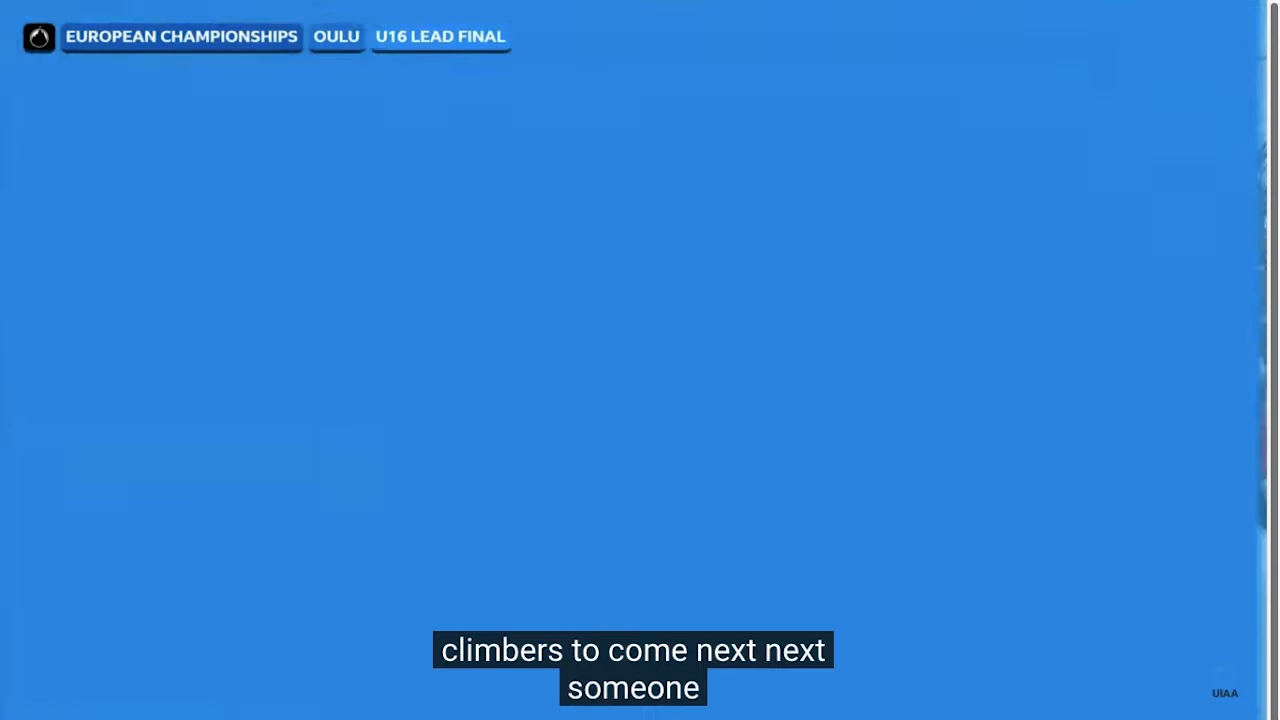 EUROPEAN CHAMPIONSHIPS OULU U16 LEAD FINAL
climbers to come next next
someone
UIAA